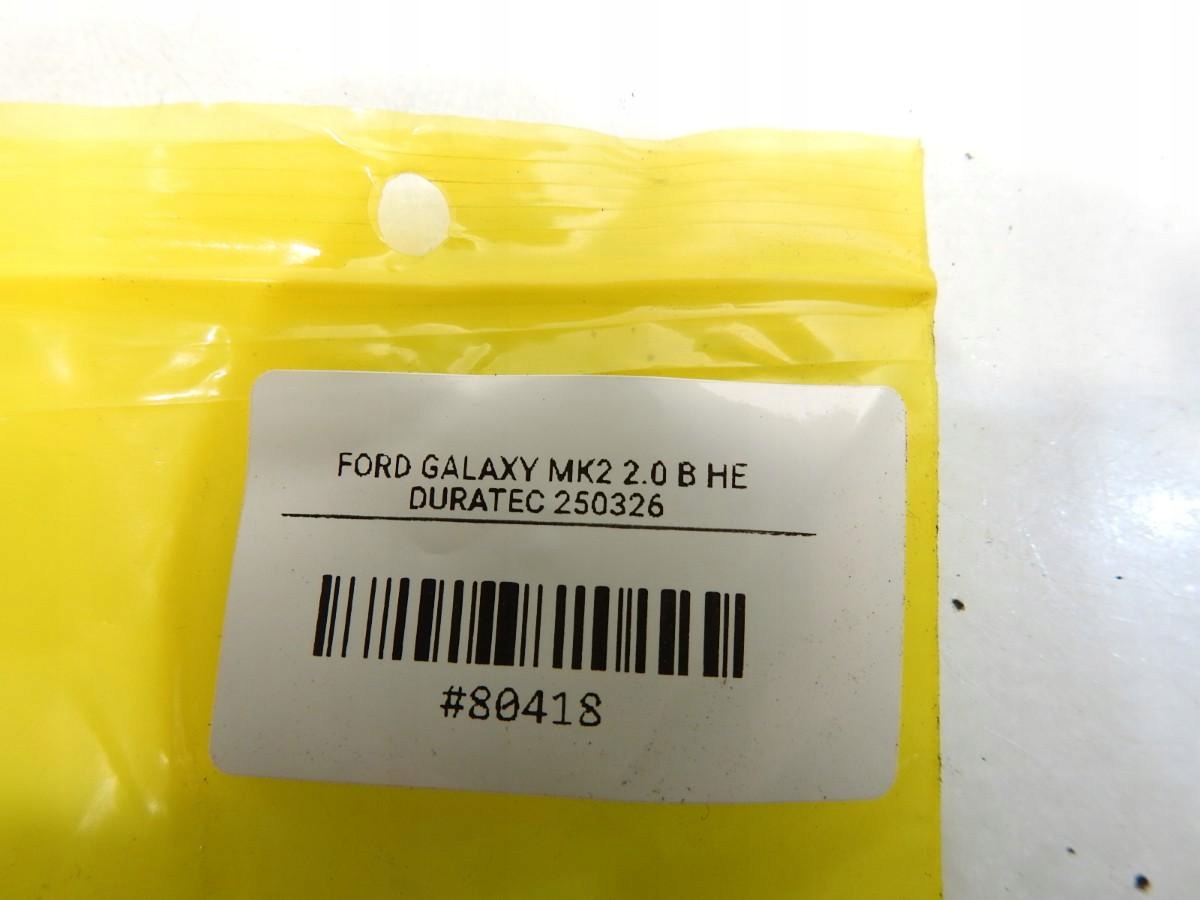 FORD GALAXY MK2 2.0 B HE
DURATEC 250326
#80418